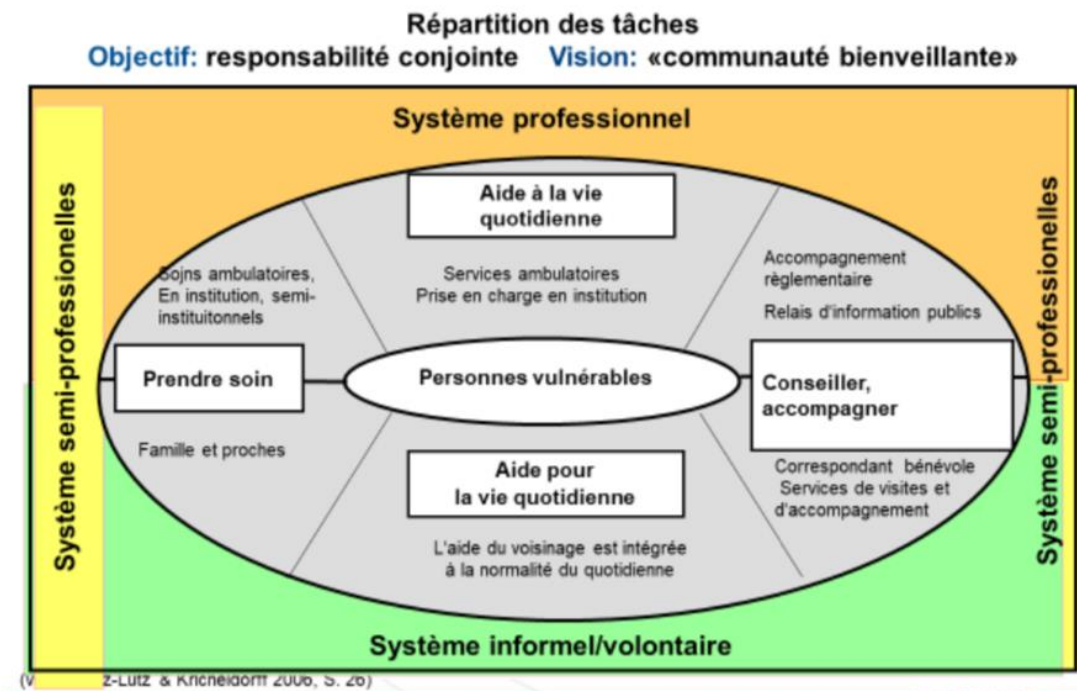 Répartition des tâches
Objectif: responsabilité conjointe Vision: «communauté bienveillante»
Système professionnel
Système semi-professionelles
Aide à la vie
quotidienne
Sojns ambulatoires,
En institution, semi-
instituitonnels
Services ambulatoires
Prise en charge en institution
Accompagnement
règlementaire
Relais d'information publics
Prendre soin
Personnes vulnérables
Conseiller,
accompagner
Famille et proches
Aide pour
la vie quotidienne
Correspondant bénévole
Services de visites et
d'accompagnement
L'aide du voisinage est intégrée
à la normalité du quotidienne
Système semi-professionelles
Système informel/volontaire
z-Lutz & Kricheldorff 2006, S. 26)